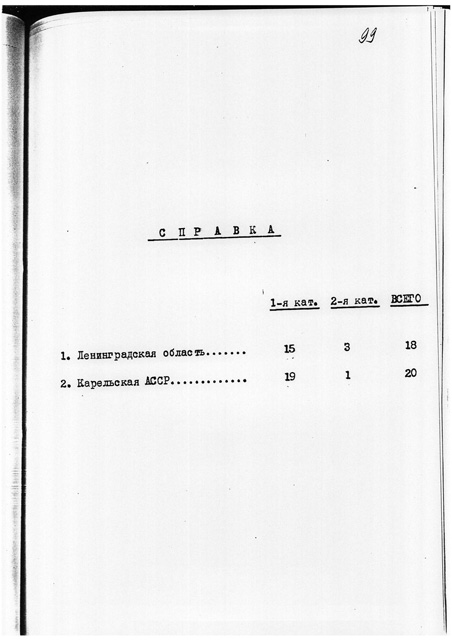 99
С П Р А В К А
1-я кат. 2-я кат. ВСЕГО
1. Ленинградская область....... 15 3 18
2. Карельская АССР............. 19 1 20